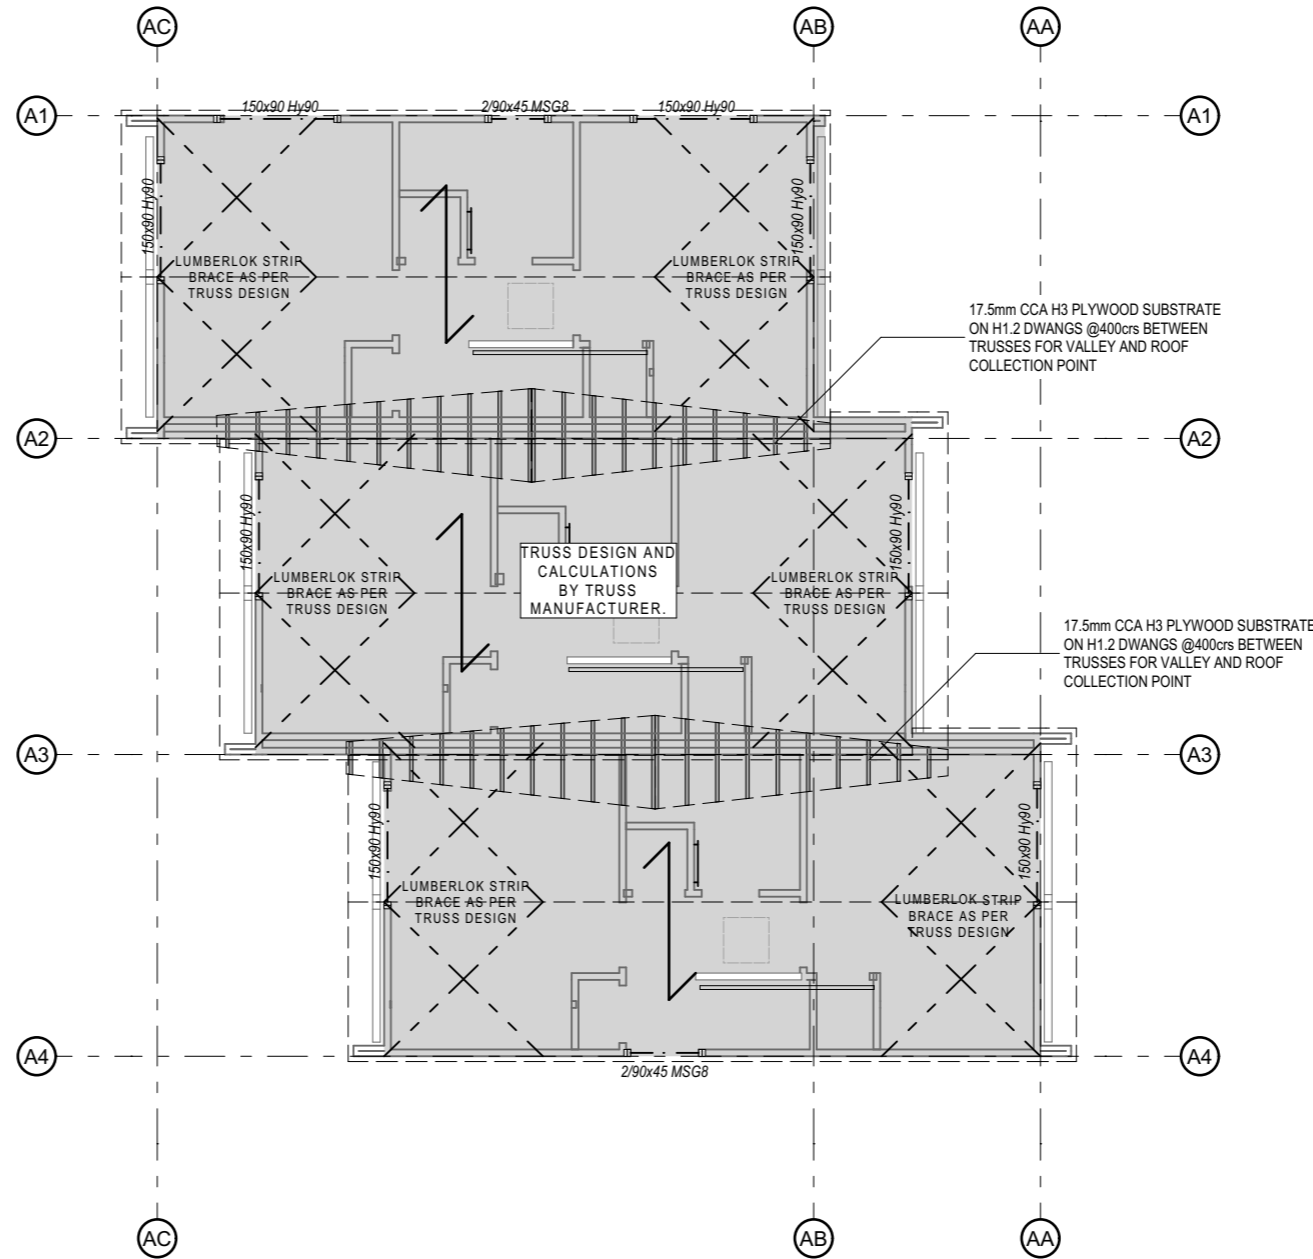 AC
AB
AA
A1
150x90 Hy90
2/90x45 MSG8
150x90 Hy90
A1
150x90 Hy90
150x90 Hy90
LUMBERLOK STRIP
BRACE AS PER
TRUSS DESIGN
LUMBERLOK STRIP
BRACE AS PER
TRUSS DESIGN
17.5mm CCA H3 PLYWOOD SUBSTRATE
ON H1.2 DWANGS @400crs BETWEEN
TRUSSES FOR VALLEY AND ROOF
COLLECTION POINT
A2
A2
150x90 Hy90
150x90 Hy90
TRUSS DESIGN AND
CALCULATIONS
BY TRUSS
MANUFACTURER.
LUMBERLOK STRIP
BRACE AS PER
TRUSS DESIGN
LUMBERLOK STRIP
BRACE AS PER
TRUSS DESIGN
17.5mm CCA H3 PLYWOOD SUBSTRATE
ON H1.2 DWANGS @400crs BETWEEN
TRUSSES FOR VALLEY AND ROOF
COLLECTION POINT
A3
A3
150x90 Hy90
150x90 Hy90
LUMBERLOK STRIP
BRACE AS PER
TRUSS DESIGN
LUMBERLOK STRIP
BRACE AS PER
TRUSS DESIGN
A4
A4
2/90x45 MSG8
AC
AB
AA